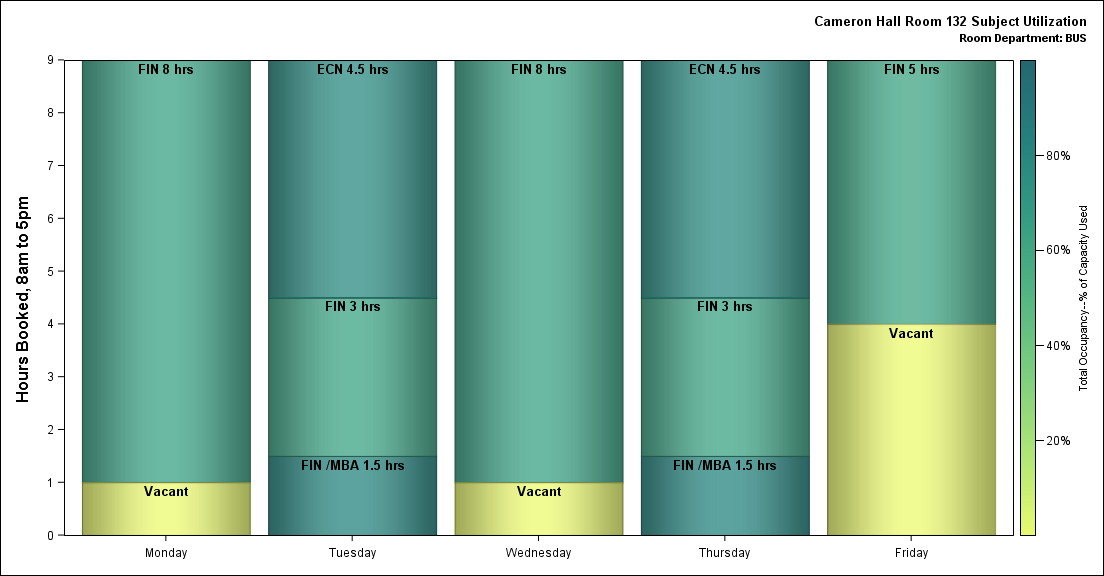 Cameron Hall Room 132 Subject Utilization
Room Department: BUS
Hours Booked, 8am to 5pm
9
8
7
6
5
4
3
2
1
0
FIN 8 hrs
Vacant
ECN 4.5 hrs
FIN 3 hrs
FIN /MBA 1.5 hrs
FIN 8 hrs
Vacant
ECN 4.5 hrs
FIN 3 hrs
FIN /MBA 1.5 hrs
FIN 5 hrs
Vacant
Monday
Tuesday
Wednesday
Thursday
Friday
80%
60%
40%
20%
Total Occupancy--% of Capacity Used